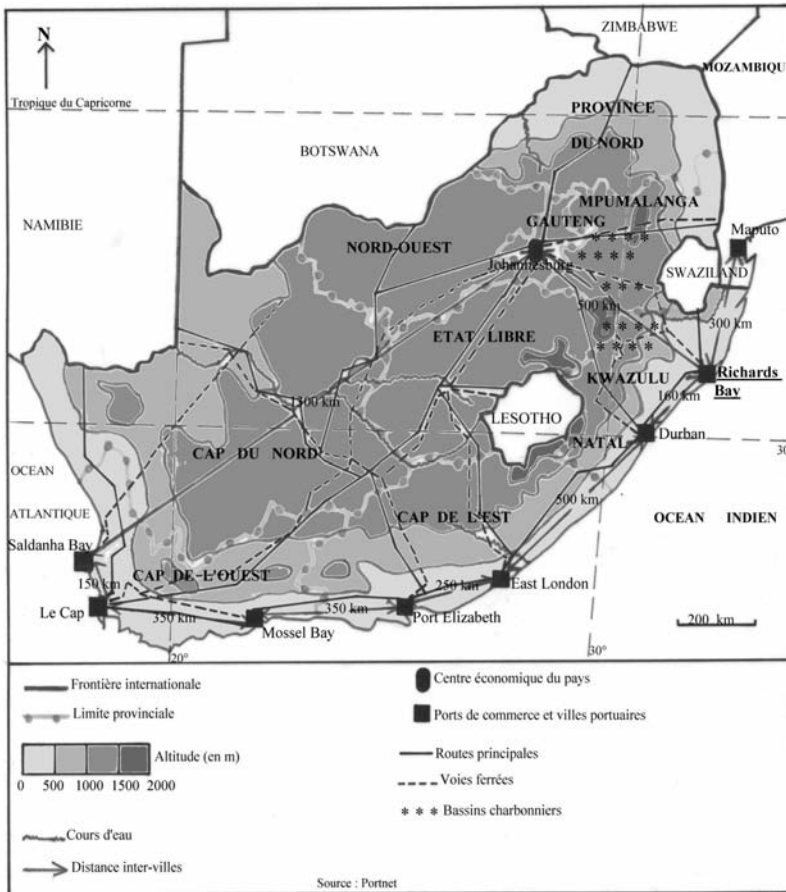 ZIMBABWE
N
MOZAMBIQU
Tropique du Capricorne
PROVINCE
DU NORD
BOTSWANA
MPUMALANGA
NAMIBIE
GAUTENG
NORD-OUEST
Maputo
Johannesburg
SWAZILAND
500 km
300 km
ETAT LIBRE
KWAZULU
Richards
Bay
1300 km
160 km
LESOTHO
NATAL
Durban
CAP DU NORD
30
OCEAN
ATLANTIQUE
500 km
CAP DE L'EST
OCEAN INDIEN
Saldanha Bay
CAP DE-L'OUEST
150 km
250 km
East London
Le Cap
350 km
350 km
Port Elizabeth
Mossel Bay
200 km
20°
30°
Frontière internationale
Centre économique du pays
Limite provinciale
Ports de commerce et villes portuaires
Altitude (en m)
Routes principales
0 500 1000 1500 2000
Voies ferrées
* * * Bassins charbonniers
Cours d'eau
Distance inter-villes
Source : Portnet